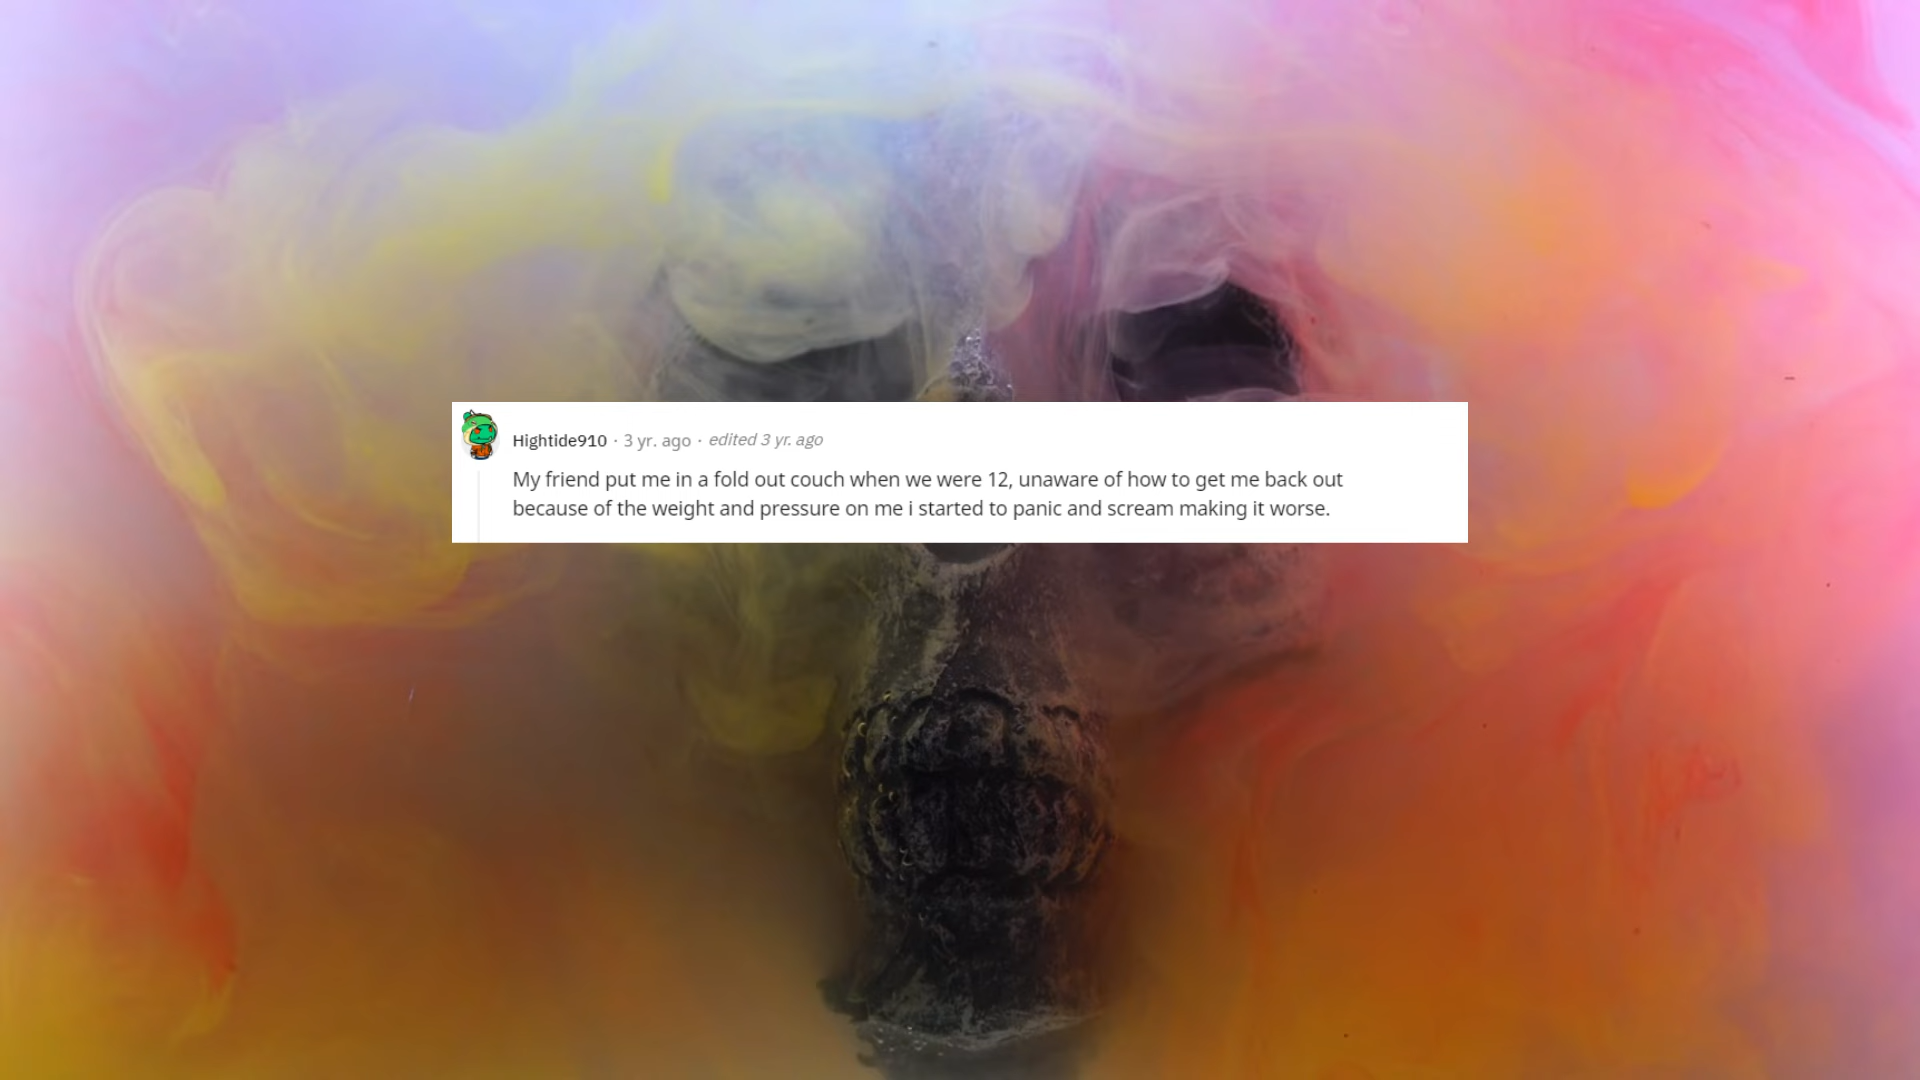 Hightide910 · 3 yr. ago · edited 3 yr. ago
My friend put me in a fold out couch when we were 12, unaware of how to get me back out
because of the weight and pressure on me i started to panic and scream making it worse.